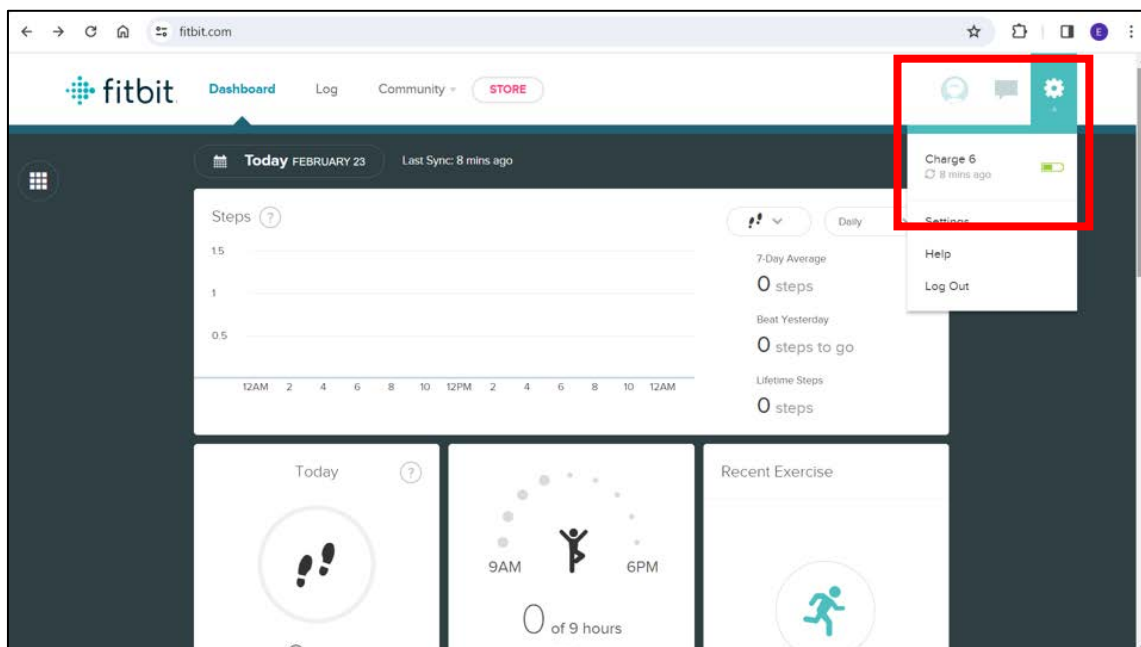 fitbit.com
E
fitbit
Dashboard
Log
Community
STORE
Today FEBRUARY 23
Last Sync: 8 mins ago
Charge 6
8 mins ago
Settings
Help
Log Out
Steps ?
Daily
1.5
1
0.5
12AM 2 4 6 8 10 12PM 2 4 6 8 10 12AM
7-Day Average
0 steps
Beat Yesterday
0 steps to go
Lifetime Steps
0 steps
Today ?
9AM 6PM
0 of 9 hours
Recent Exercise